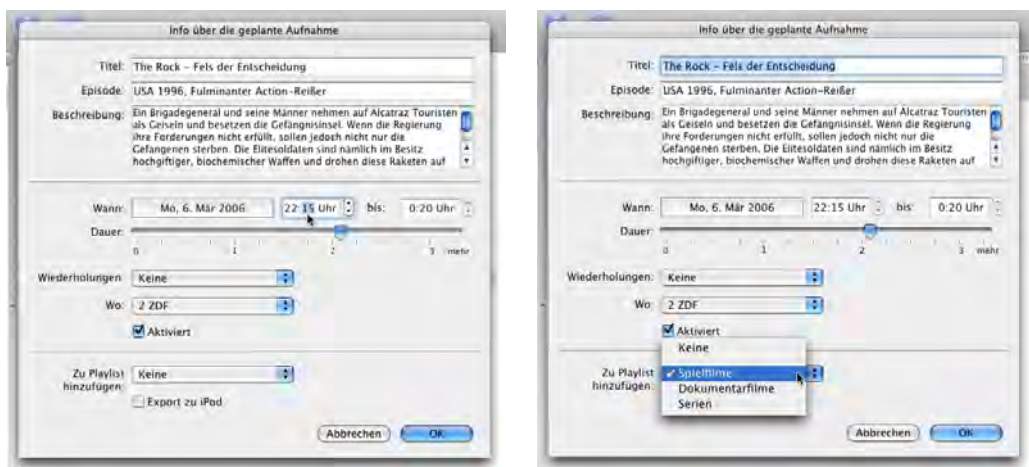 Info über die geplante Aufnahme
Titel: The Rock – Fels der Entscheidung
Episode: USA 1996, Fulminanter Action-Reißer
Beschreibung: Ein Brigadegeneral und seine Männer nehmen auf Alcatraz Touristen
als Geiseln und besetzen die Gefängnisinsel. Wenn die Regierung
ihre Forderungen nicht erfüllt, sollen jedoch nicht nur die
Gefangenen sterben. Die Elitesoldaten sind nämlich im Besitz
hochgiftiger, biochemischer Waffen und drohen diese Raketen auf
Wann: Mo, 6. Mär 2006 22:15 Uhr bis: 0:20 Uhr
Dauer:
0 1 2 3 mehr
Wiederholungen: Keine
Wo: 2 ZDF
Aktiviert
Zu Playlist Keine
hinzufügen:
Export zu iPod
Abbrechen OK
Info über die geplante Aufnahme
Titel: The Rock – Fels der Entscheidung
Episode: USA 1996, Fulminanter Action-Reißer
Beschreibung: Ein Brigadegeneral und seine Männer nehmen auf Alcatraz Touristen
als Geiseln und besetzen die Gefängnisinsel. Wenn die Regierung
ihre Forderungen nicht erfüllt, sollen jedoch nicht nur die
Gefangenen sterben. Die Elitesoldaten sind nämlich im Besitz
hochgiftiger, biochemischer Waffen und drohen diese Raketen auf
Wann: Mo, 6. Mär 2006 22:15 Uhr bis: 0:20 Uhr
Dauer:
0 1 2 3 mehr
Wiederholungen: Keine
Wo: 2 ZDF
Aktiviert
Keine
Zu Playlist Spielfilme
hinzufügen: Dokumentarfilme
Serien
Abbrechen OK